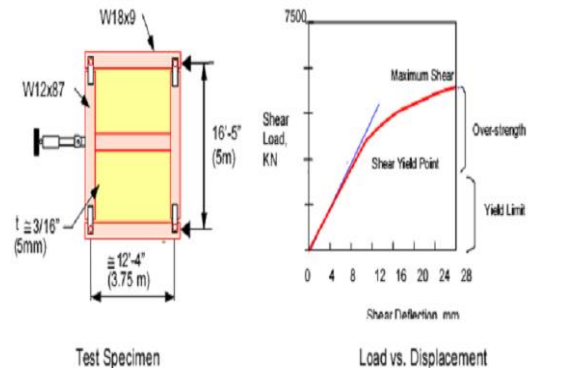 W18x9
W12x87
16'-5"
(5m)
t ≅ 3/16"
(5mm)
≅ 12'-4"
(3.75 m)
Test Specimen
7500
Shear
Load,
KN
Maximum Shear
Over-strength
Shear Yield Point
Yield Limit
0 4 8 12 16 20 24 28
Shear Deflection, mm
Load vs. Displacement